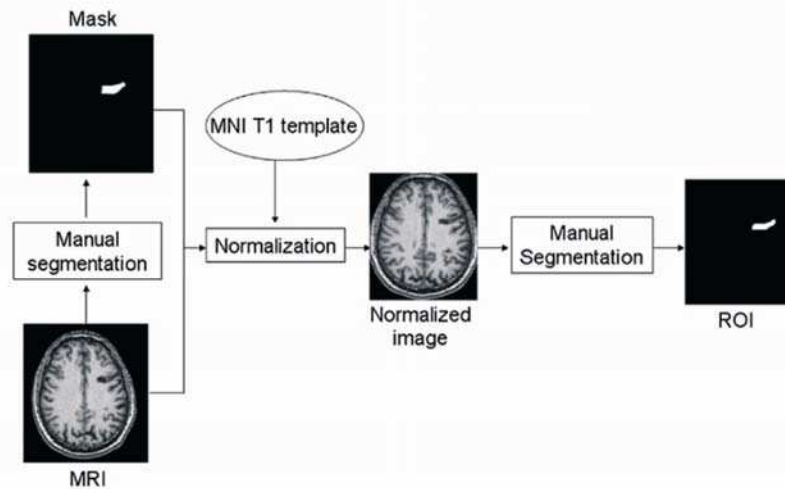 Mask
MNI T1 template
Manual
segmentation
Normalization
Manual
Segmentation
Normalized
image
ROI
MRI